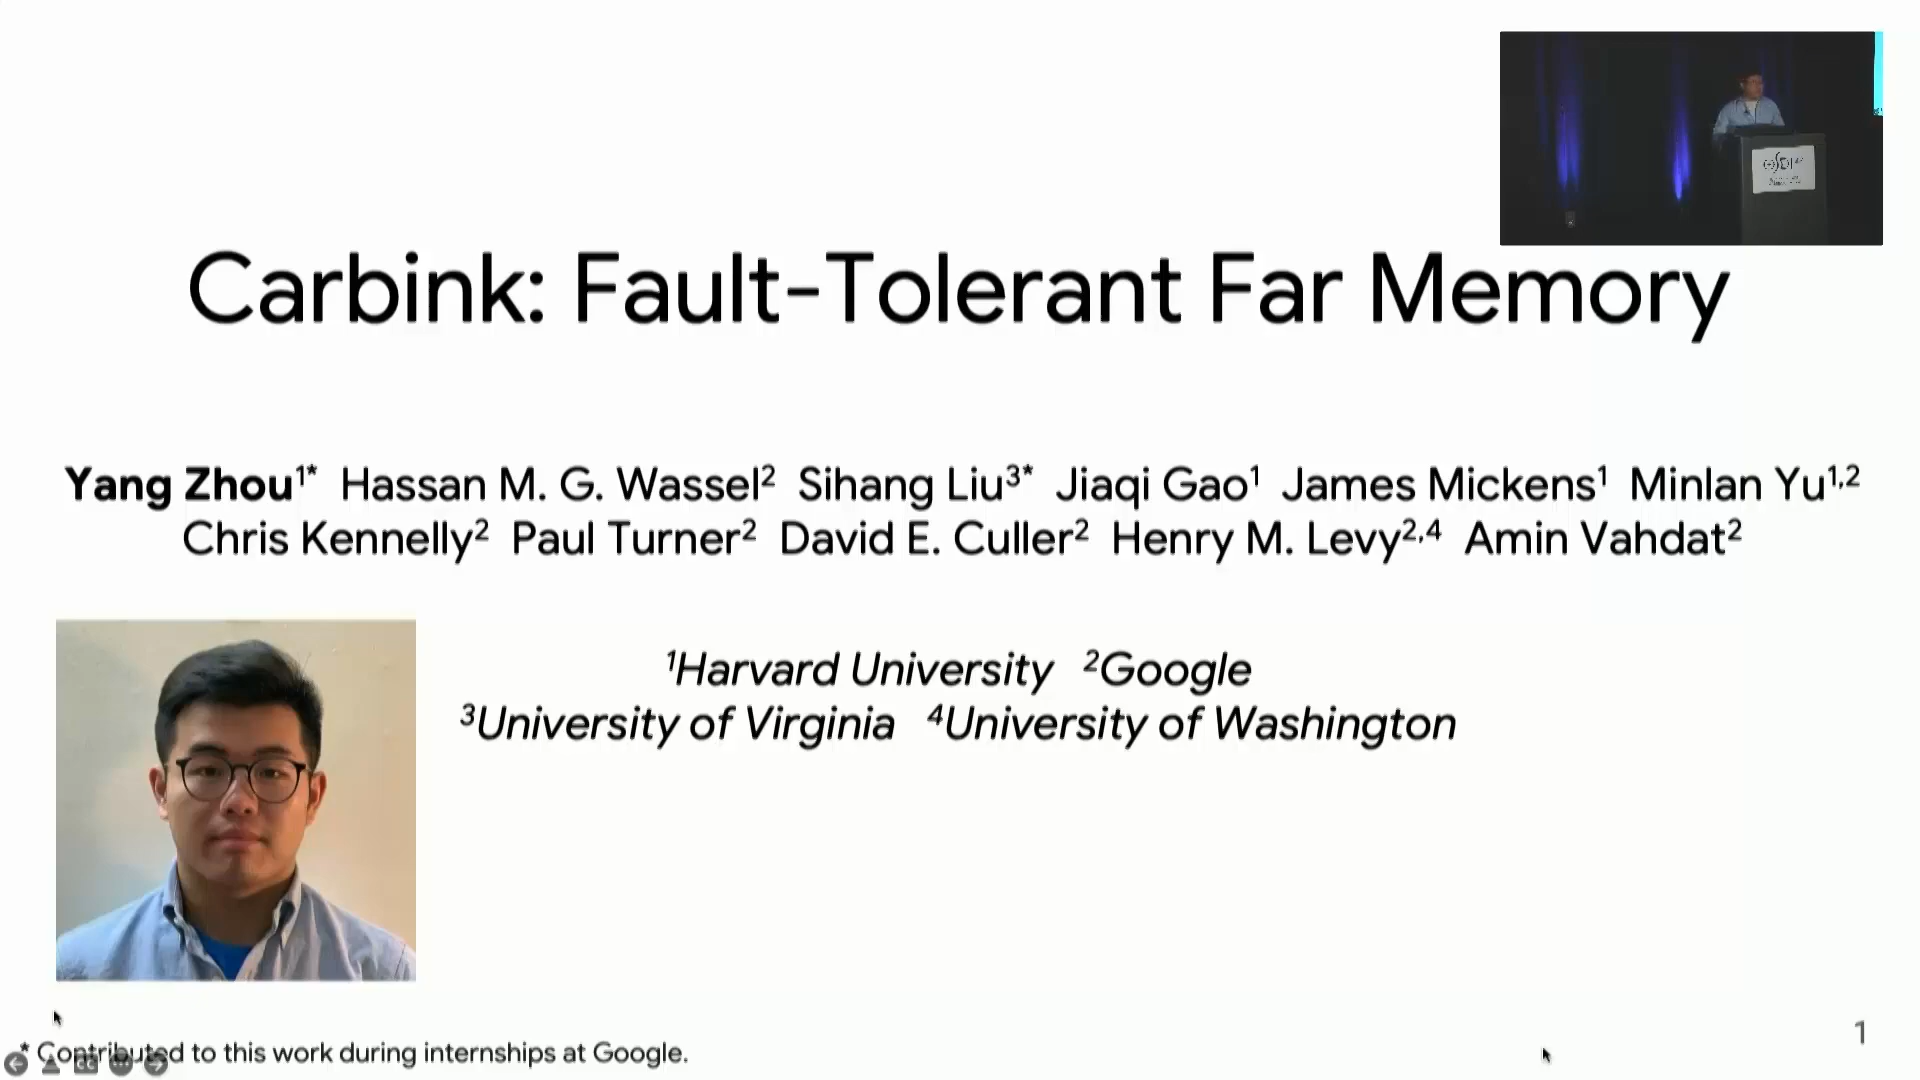 Carbink: Fault-Tolerant Far Memory
Yang Zhou¹* Hassan M. G. Wassel² Sihang Liu³* Jiaqi Gao¹ James Mickens¹ Minlan Yu¹,²
Chris Kennelly² Paul Turner² David E. Culler² Henry M. Levy²,⁴ Amin Vahdat²
¹Harvard University ²Google
³University of Virginia ⁴University of Washington
* Contributed to this work during internships at Google.
1